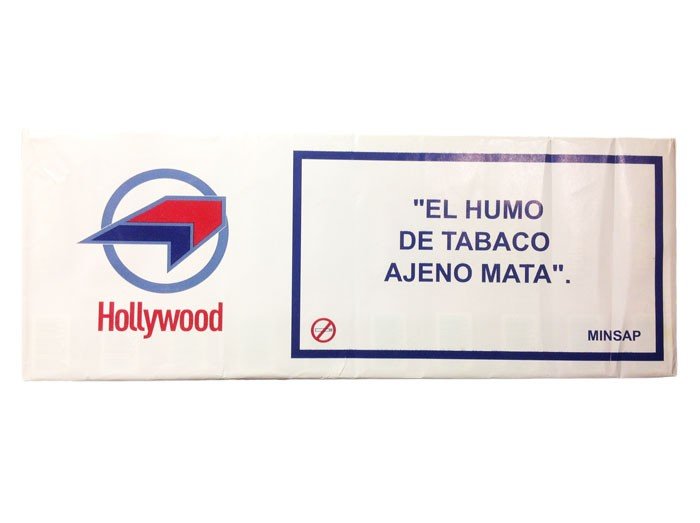 Hollywood
"EL HUMO
DE TABACO
AJENO MATA".
MINSAP